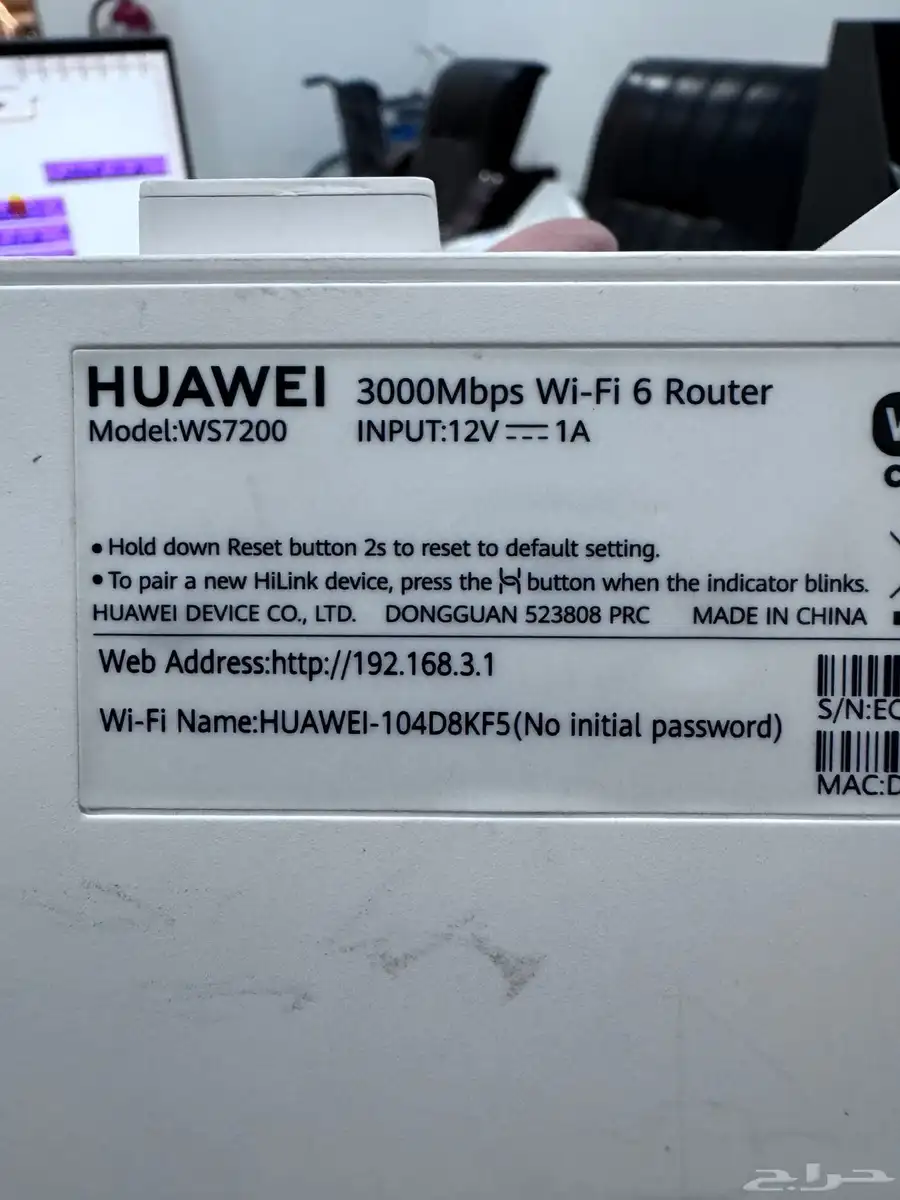 HUAWEI 3000Mbps Wi-Fi 6 Router
Model:WS7200 INPUT:12V ⎓ 1A
• Hold down Reset button 2s to reset to default setting.
• To pair a new HiLink device, press the button when the indicator blinks.
HUAWEI DEVICE CO., LTD. DONGGUAN 523808 PRC MADE IN CHINA
Web Address:http://192.168.3.1
Wi-Fi Name:HUAWEI-104D8KF5(No initial password)
S/N:EC
MAC:D
حراج